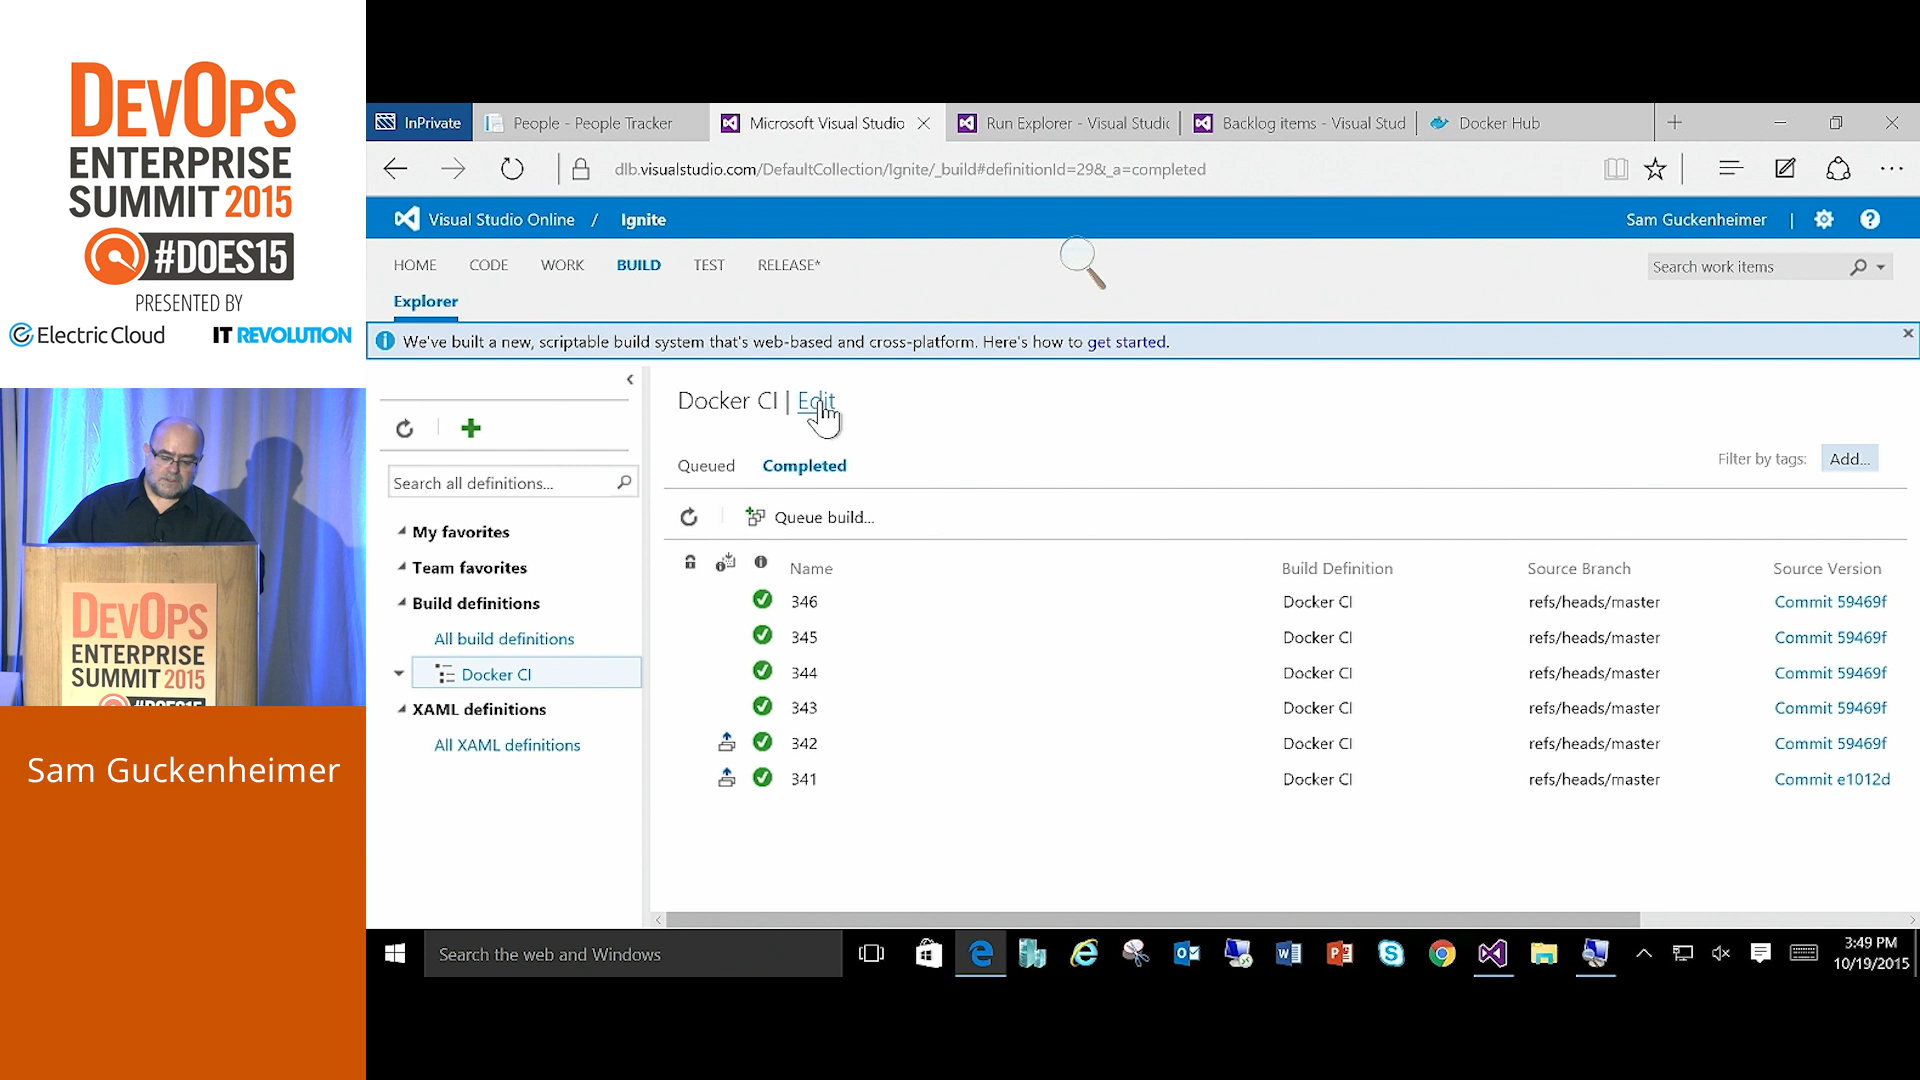 DEVOPS
ENTERPRISE
SUMMIT 2015
#DOES15
PRESENTED BY
Electric Cloud
IT REVOLUTION
DEVOPS
ENTERPRISE
SUMMIT 2015
Sam Guckenheimer
InPrivate
People - People Tracker
Microsoft Visual Studio
Run Explorer - Visual Studi
Backlog items - Visual Stud
Docker Hub
dlb.visualstudio.com/DefaultCollection/Ignite/_build#definitionId=29&_a=completed
Visual Studio Online / Ignite
Sam Guckenheimer |
HOME
CODE
WORK
BUILD
TEST
RELEASE*
Search work items
Explorer
We've built a new, scriptable build system that's web-based and cross-platform. Here's how to get started.
Search all definitions...
My favorites
Team favorites
Build definitions
All build definitions
Docker CI
XAML definitions
All XAML definitions
Docker CI | Edit
Queued
Completed
Filter by tags:
Add...
Queue build...
Name Build Definition Source Branch Source Version
346 Docker CI refs/heads/master Commit 59469f
345 Docker CI refs/heads/master Commit 59469f
344 Docker CI refs/heads/master Commit 59469f
343 Docker CI refs/heads/master Commit 59469f
342 Docker CI refs/heads/master Commit 59469f
341 Docker CI refs/heads/master Commit e1012d
Search the web and Windows
3:49 PM
10/19/2015